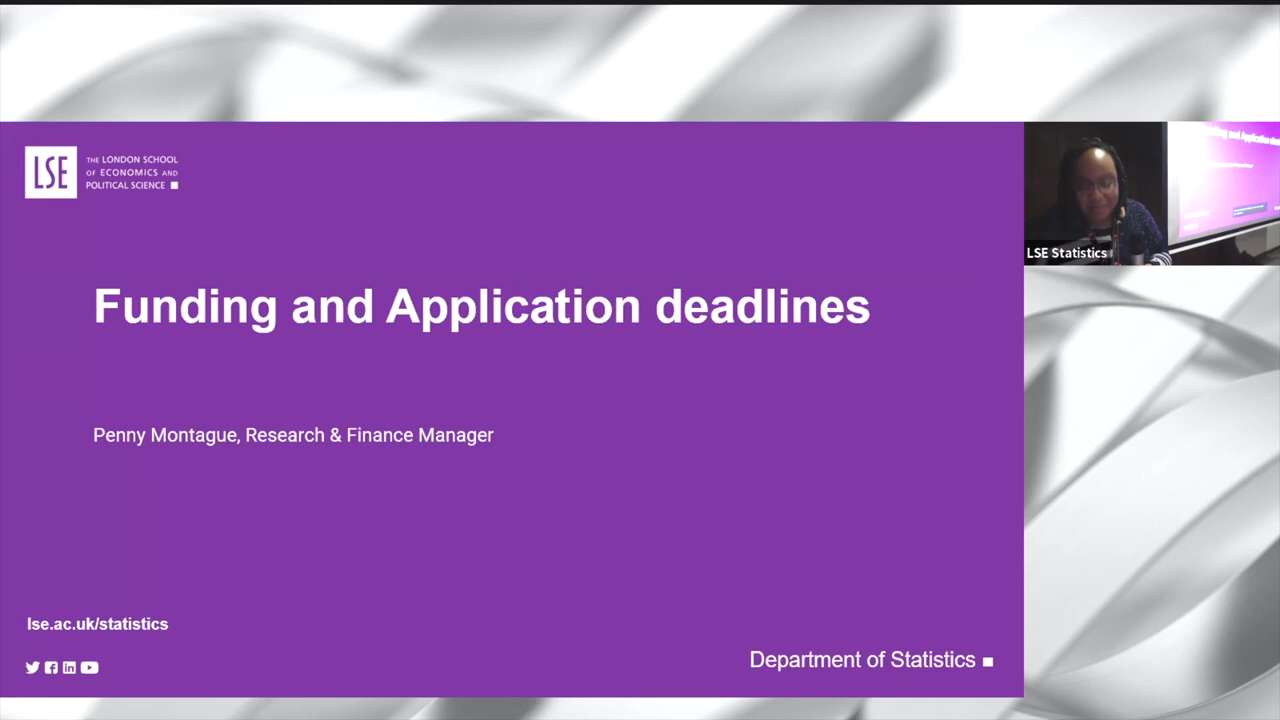 LSE
THE LONDON SCHOOL
OF ECONOMICS AND
POLITICAL SCIENCE
Funding and Application deadlines
Penny Montague, Research & Finance Manager
lse.ac.uk/statistics
Department of Statistics
LSE Statistics